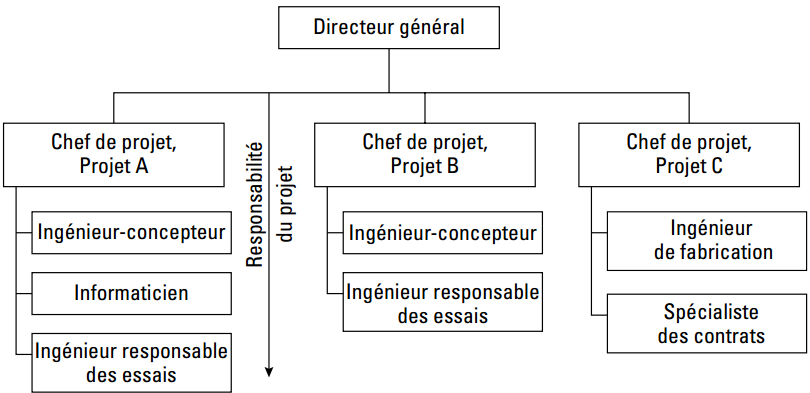 Directeur général
Chef de projet,
Projet A
Ingénieur-concepteur
Informaticien
Ingénieur responsable
des essais
Responsabilité
du projet
Chef de projet,
Projet B
Ingénieur-concepteur
Ingénieur responsable
des essais
Chef de projet,
Projet C
Ingénieur
de fabrication
Spécialiste
des contrats